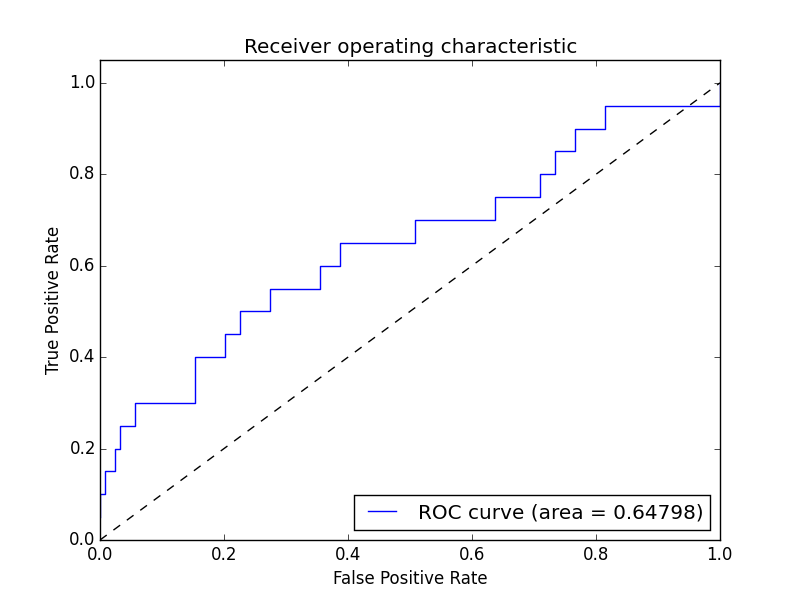 Receiver operating characteristic
1.0
0.8
0.6
0.4
0.2
0.0
True Positive Rate
ROC curve (area = 0.64798)
0.0 0.2 0.4 0.6 0.8 1.0
False Positive Rate